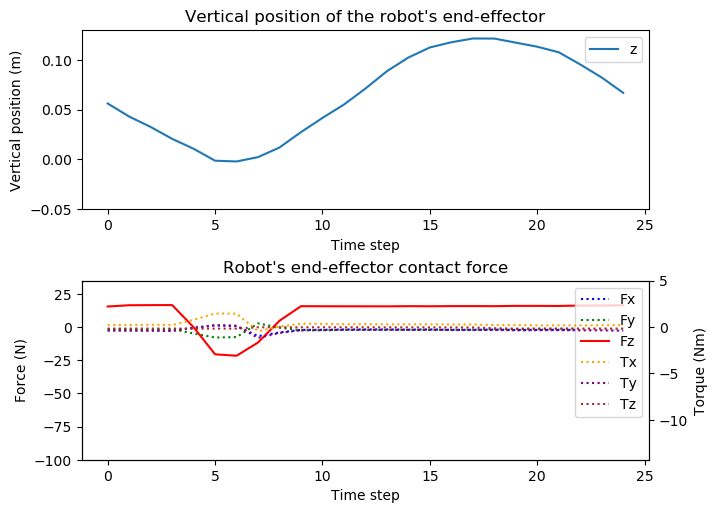 Vertical position of the robot's end-effector
Vertical position (m)
0.10
0.05
0.00
−0.05
z
0 5 10 15 20 25
Time step
Robot's end-effector contact force
Force (N)
25
0
−25
−50
−75
−100
Fx
Fy
Fz
Tx
Ty
Tz
5
0
−5
−10
Torque (Nm)
0 5 10 15 20 25
Time step